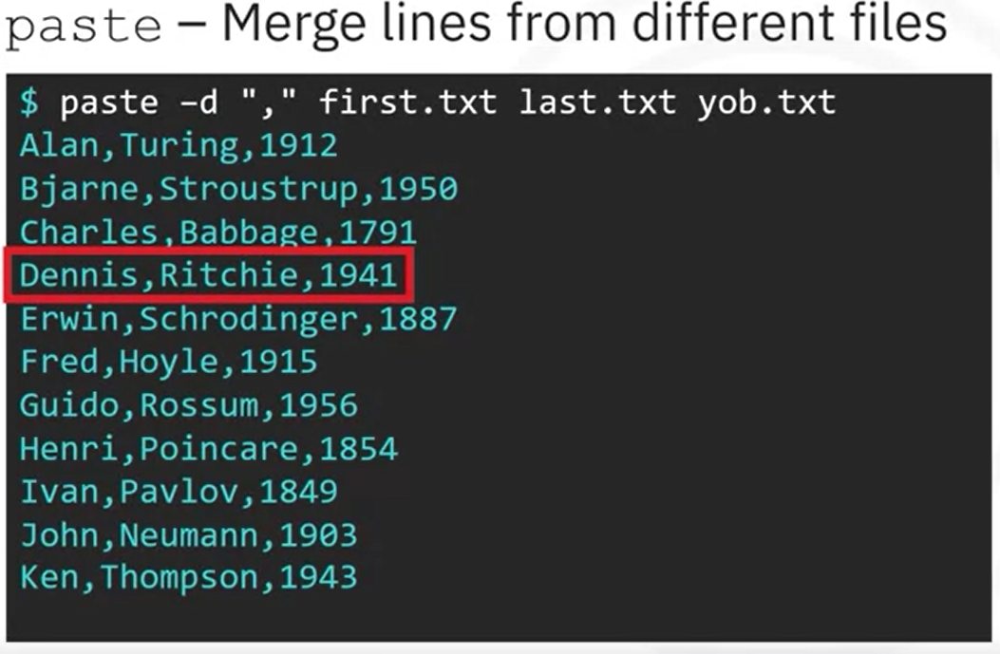 paste – Merge lines from different files
$ paste -d "," first.txt last.txt yob.txt
Alan,Turing,1912
Bjarne,Stroustrup,1950
Charles,Babbage,1791
Dennis,Ritchie,1941
Erwin,Schrodinger,1887
Fred,Hoyle,1915
Guido,Rossum,1956
Henri,Poincare,1854
Ivan,Pavlov,1849
John,Neumann,1903
Ken,Thompson,1943